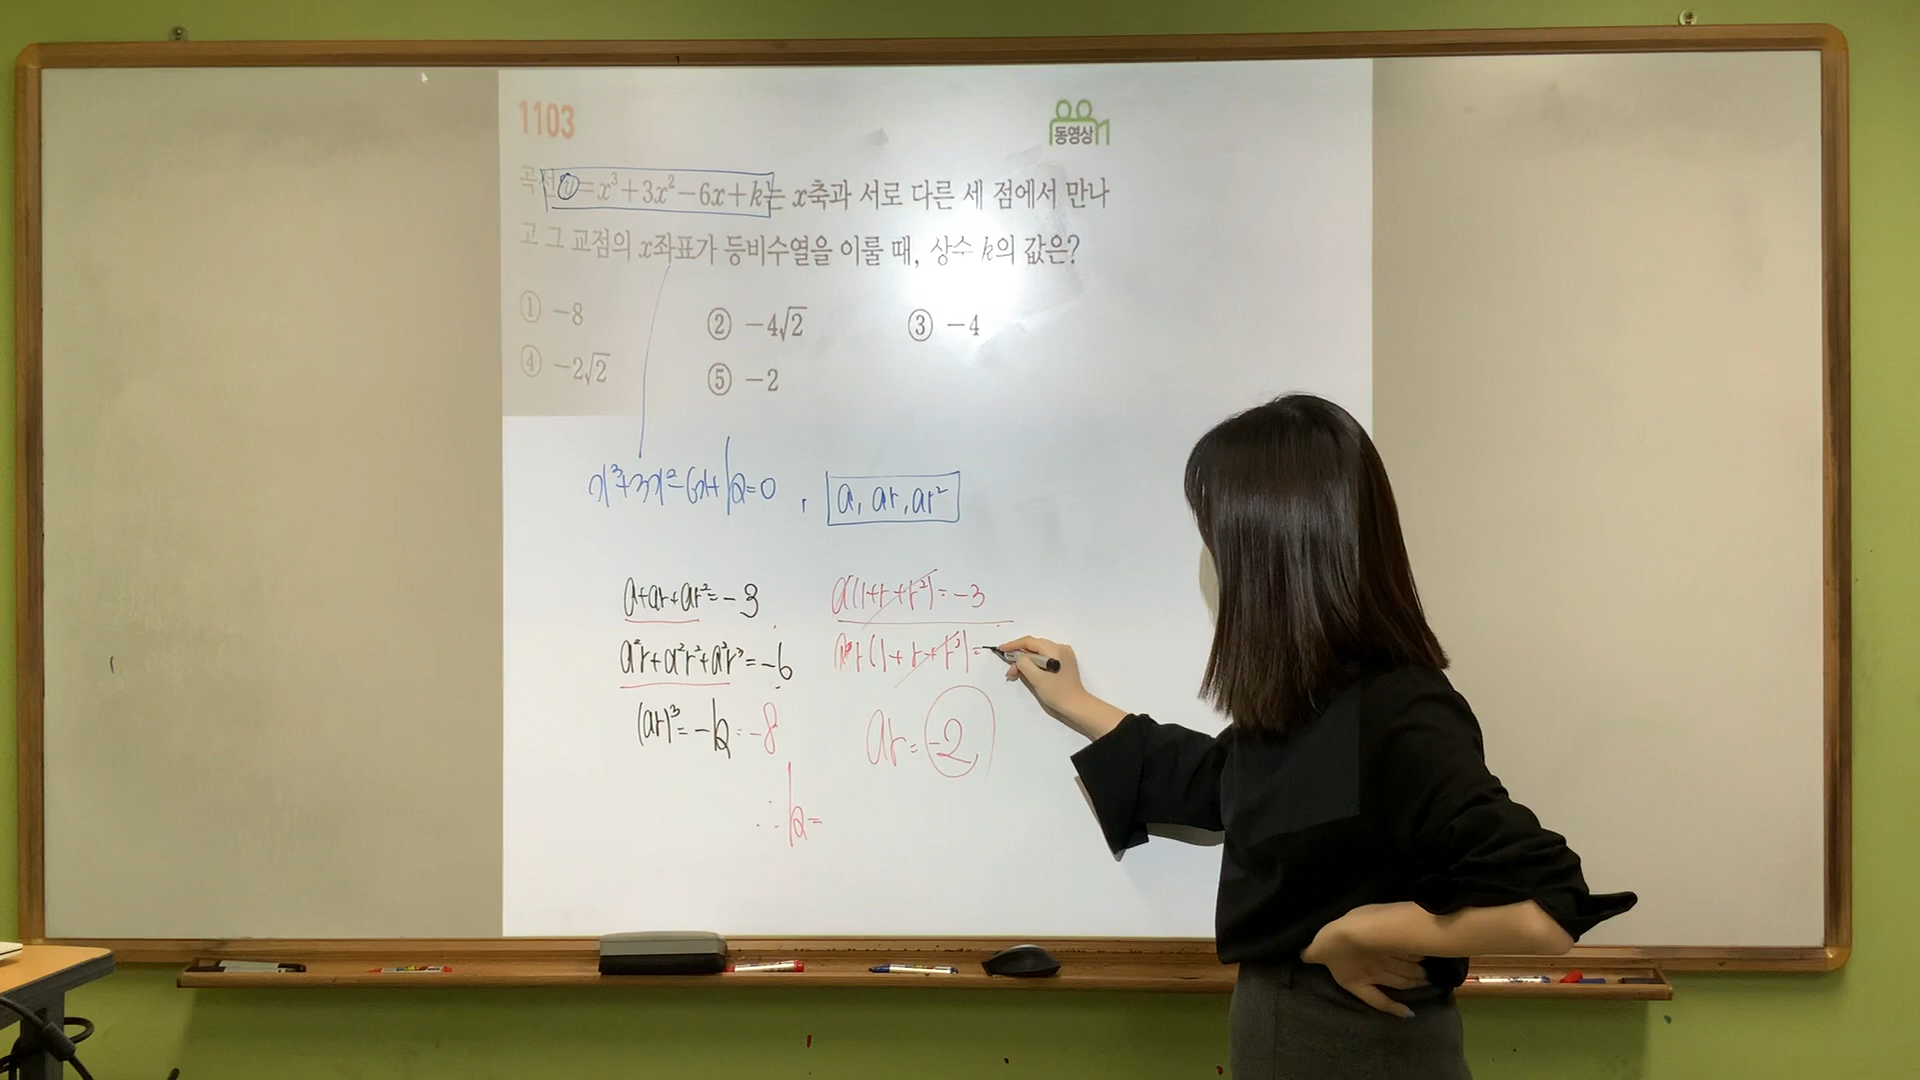 1103
동영상
곡선 y=x³+3x²-6x+k는 x축과 서로 다른 세 점에서 만나
고 그 교점의 x좌표가 등비수열을 이룰 때, 상수 k의 값은?
① -8 ② -4√2 ③ -4
④ -2√2 ⑤ -2
x³+3x²-6x+k=0 , a, ar, ar²
a+ar+ar²=-3
a²r+a²r²+a²r³=-6
(ar)³=-k=-8
∴k=
a(1+r+r²)=-3
a²r(1+r+r²)=-
ar=-2